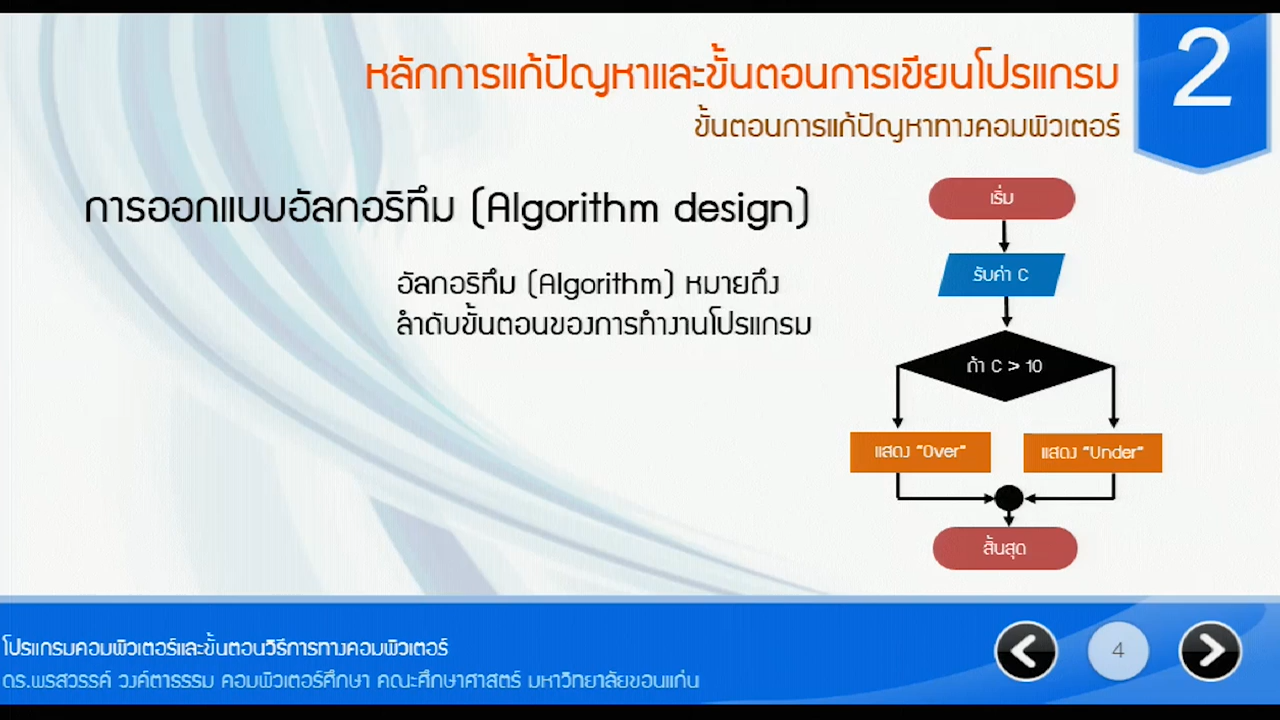 2
หลักการแก้ปัญหาและขั้นตอนการเขียนโปรแกรม
ขั้นตอนการแก้ปัญหาทางคอมพิวเตอร์
การออกแบบอัลกอริทึม (Algorithm design)
อัลกอริทึม (Algorithm) หมายถึง
ลำดับขั้นตอนของการทำงานโปรแกรม
เริ่ม
รับค่า C
ถ้า C > 10
แสดง "Over"
แสดง "Under"
สิ้นสุด
โปรแกรมคอมพิวเตอร์และขั้นตอนวิธีการทางคอมพิวเตอร์
ดร.พรสวรรค์ วงค์ตาธรรม คอมพิวเตอร์ศึกษา คณะศึกษาศาสตร์ มหาวิทยาลัยขอนแก่น
4